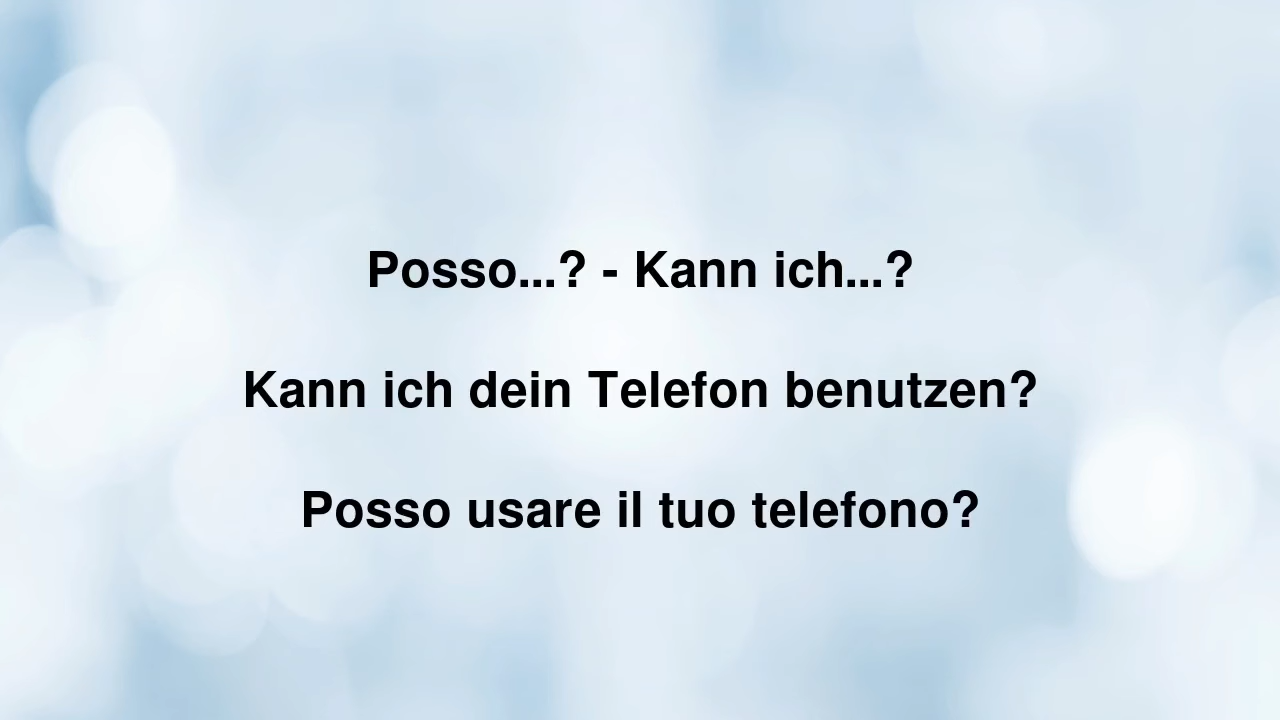 Posso...? - Kann ich...?
Kann ich dein Telefon benutzen?
Posso usare il tuo telefono?